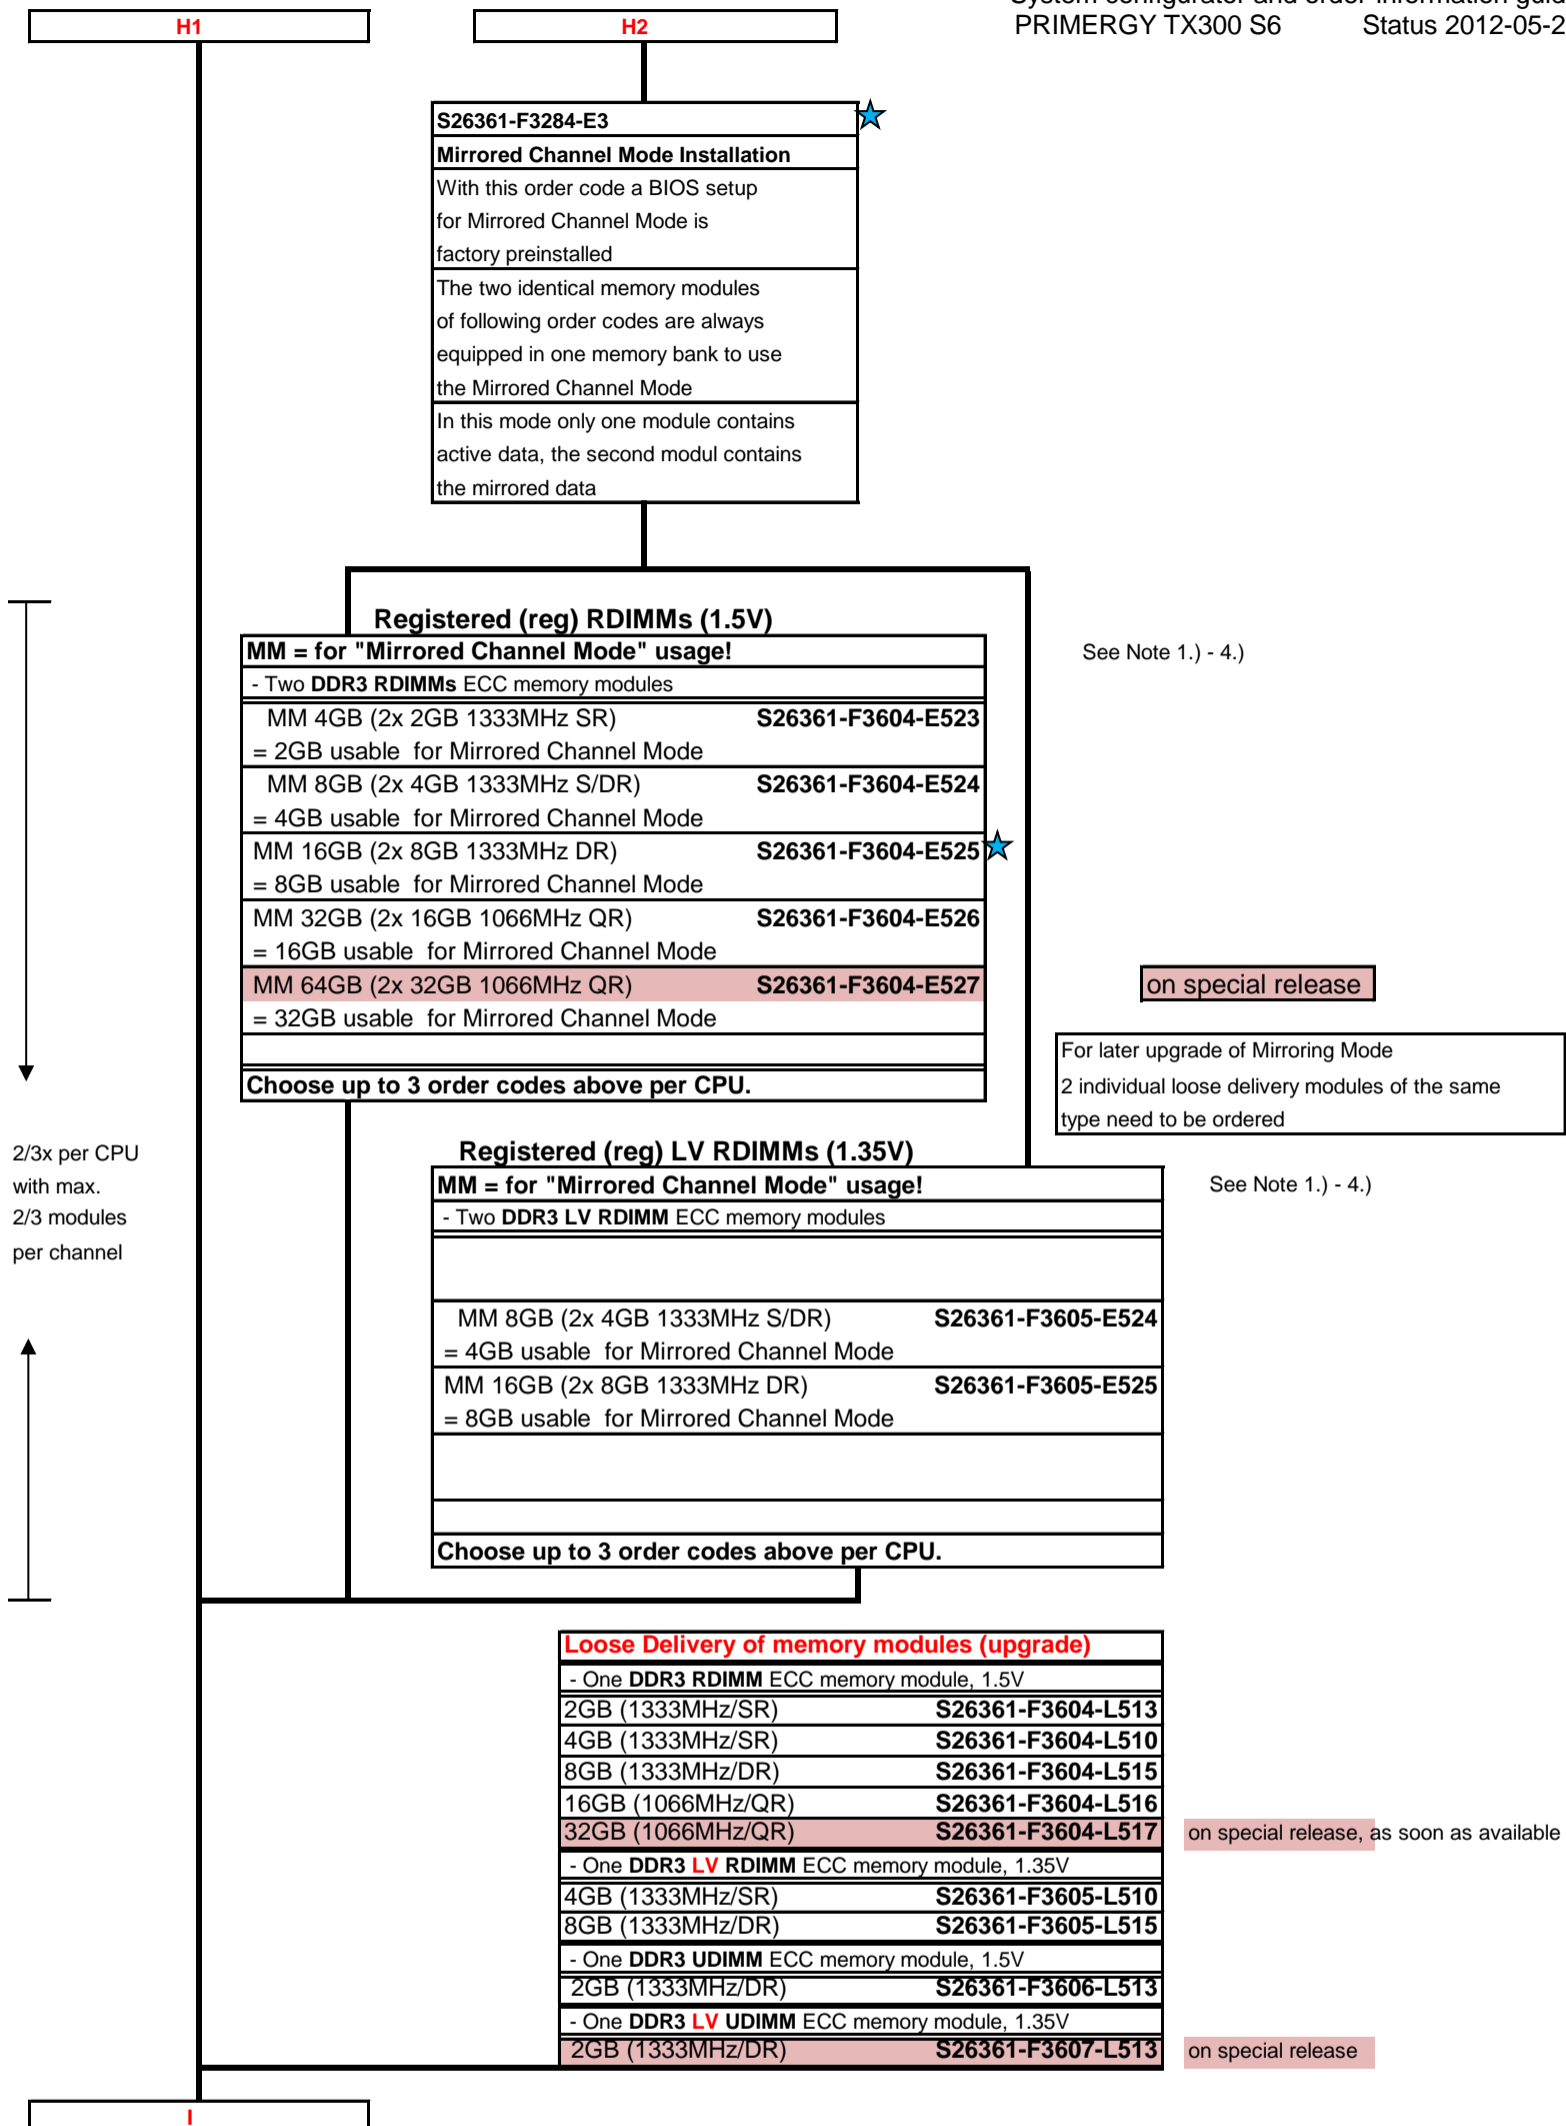 System configurator and order-information guid
PRIMERGY TX300 S6 Status 2012-05-2
H1 H2
S26361-F3284-E3
Mirrored Channel Mode Installation
With this order code a BIOS setup
for Mirrored Channel Mode is
factory preinstalled
The two identical memory modules
of following order codes are always
equipped in one memory bank to use
the Mirrored Channel Mode
In this mode only one module contains
active data, the second modul contains
the mirrored data
Registered (reg) RDIMMs (1.5V)
MM = for "Mirrored Channel Mode" usage!
See Note 1.) - 4.)
- Two DDR3 RDIMMs ECC memory modules
MM 4GB (2x 2GB 1333MHz SR) S26361-F3604-E523
= 2GB usable for Mirrored Channel Mode
MM 8GB (2x 4GB 1333MHz S/DR) S26361-F3604-E524
= 4GB usable for Mirrored Channel Mode
MM 16GB (2x 8GB 1333MHz DR) S26361-F3604-E525
= 8GB usable for Mirrored Channel Mode
MM 32GB (2x 16GB 1066MHz QR) S26361-F3604-E526
= 16GB usable for Mirrored Channel Mode
MM 64GB (2x 32GB 1066MHz QR) S26361-F3604-E527
on special release
= 32GB usable for Mirrored Channel Mode
Choose up to 3 order codes above per CPU.
For later upgrade of Mirroring Mode
2 individual loose delivery modules of the same
type need to be ordered
2/3x per CPU
with max.
2/3 modules
per channel
Registered (reg) LV RDIMMs (1.35V)
MM = for "Mirrored Channel Mode" usage!
See Note 1.) - 4.)
- Two DDR3 LV RDIMM ECC memory modules
MM 8GB (2x 4GB 1333MHz S/DR) S26361-F3605-E524
= 4GB usable for Mirrored Channel Mode
MM 16GB (2x 8GB 1333MHz DR) S26361-F3605-E525
= 8GB usable for Mirrored Channel Mode
Choose up to 3 order codes above per CPU.
Loose Delivery of memory modules (upgrade)
- One DDR3 RDIMM ECC memory module, 1.5V
2GB (1333MHz/SR) S26361-F3604-L513
4GB (1333MHz/SR) S26361-F3604-L510
8GB (1333MHz/DR) S26361-F3604-L515
16GB (1066MHz/QR) S26361-F3604-L516
32GB (1066MHz/QR) S26361-F3604-L517
on special release, as soon as available
- One DDR3 LV RDIMM ECC memory module, 1.35V
4GB (1333MHz/SR) S26361-F3605-L510
8GB (1333MHz/DR) S26361-F3605-L515
- One DDR3 UDIMM ECC memory module, 1.5V
2GB (1333MHz/DR) S26361-F3606-L513
- One DDR3 LV UDIMM ECC memory module, 1.35V
2GB (1333MHz/DR) S26361-F3607-L513
on special release
I